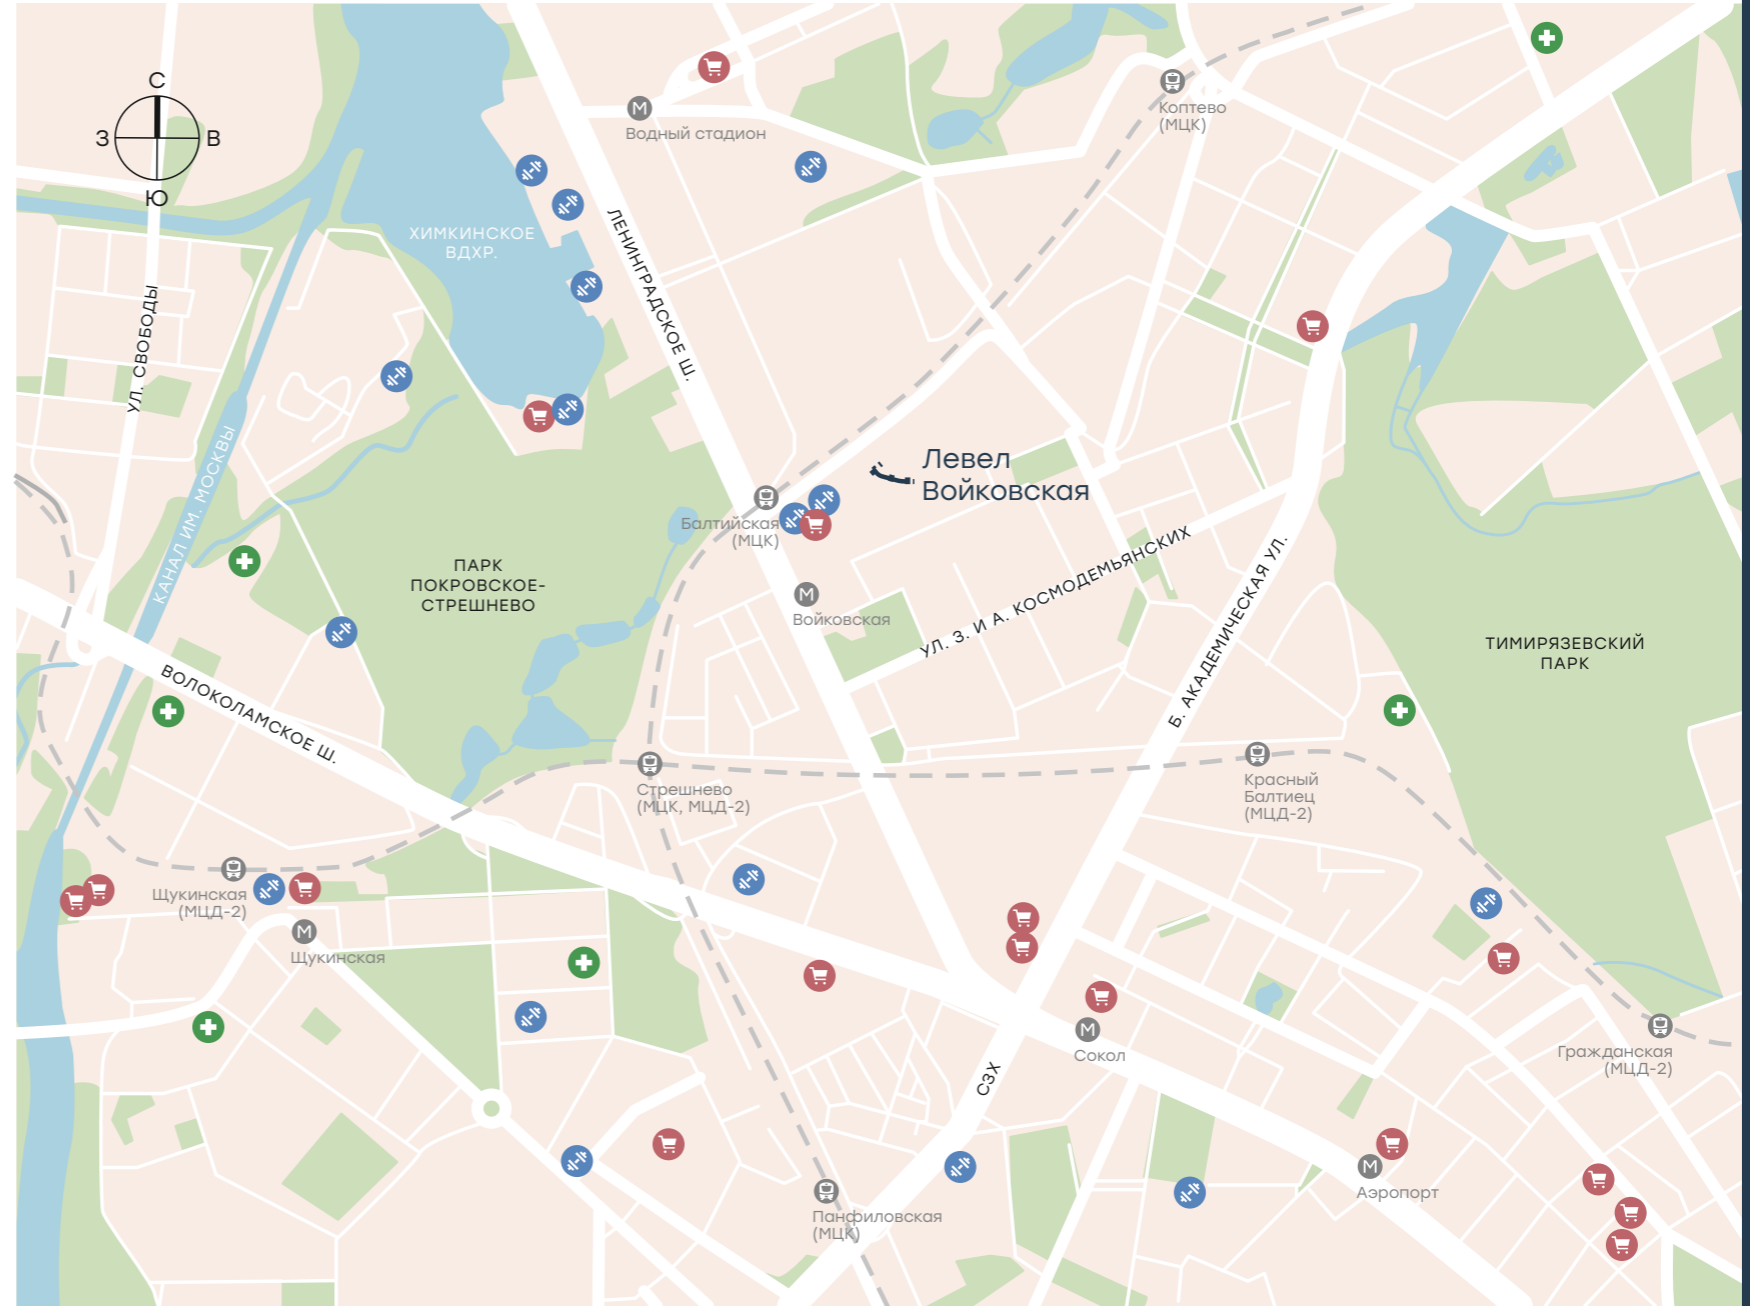 С
З
В
Ю
М
Водный стадион
Коптево
(МЦК)
ХИМКИНСКОЕ
ВДХР.
ЛЕНИНГРАДСКОЕ Ш.
УЛ. СВОБОДЫ
КАНАЛ ИМ. МОСКВЫ
Левел
Войковская
Балтийская
(МЦК)
ПАРК
ПОКРОВСКОЕ-
СТРЕШНЕВО
М
Войковская
УЛ. З. И А. КОСМОДЕМЬЯНСКИХ
Б. АКАДЕМИЧЕСКАЯ УЛ.
ТИМИРЯЗЕВСКИЙ
ПАРК
ВОЛОКОЛАМСКОЕ Ш.
Стрешнево
(МЦК, МЦД-2)
Красный
Балтиец
(МЦД-2)
Щукинская
(МЦД-2)
М
Щукинская
М
Сокол
СЗХ
Гражданская
(МЦД-2)
М
Аэропорт
Панфиловская
(МЦК)